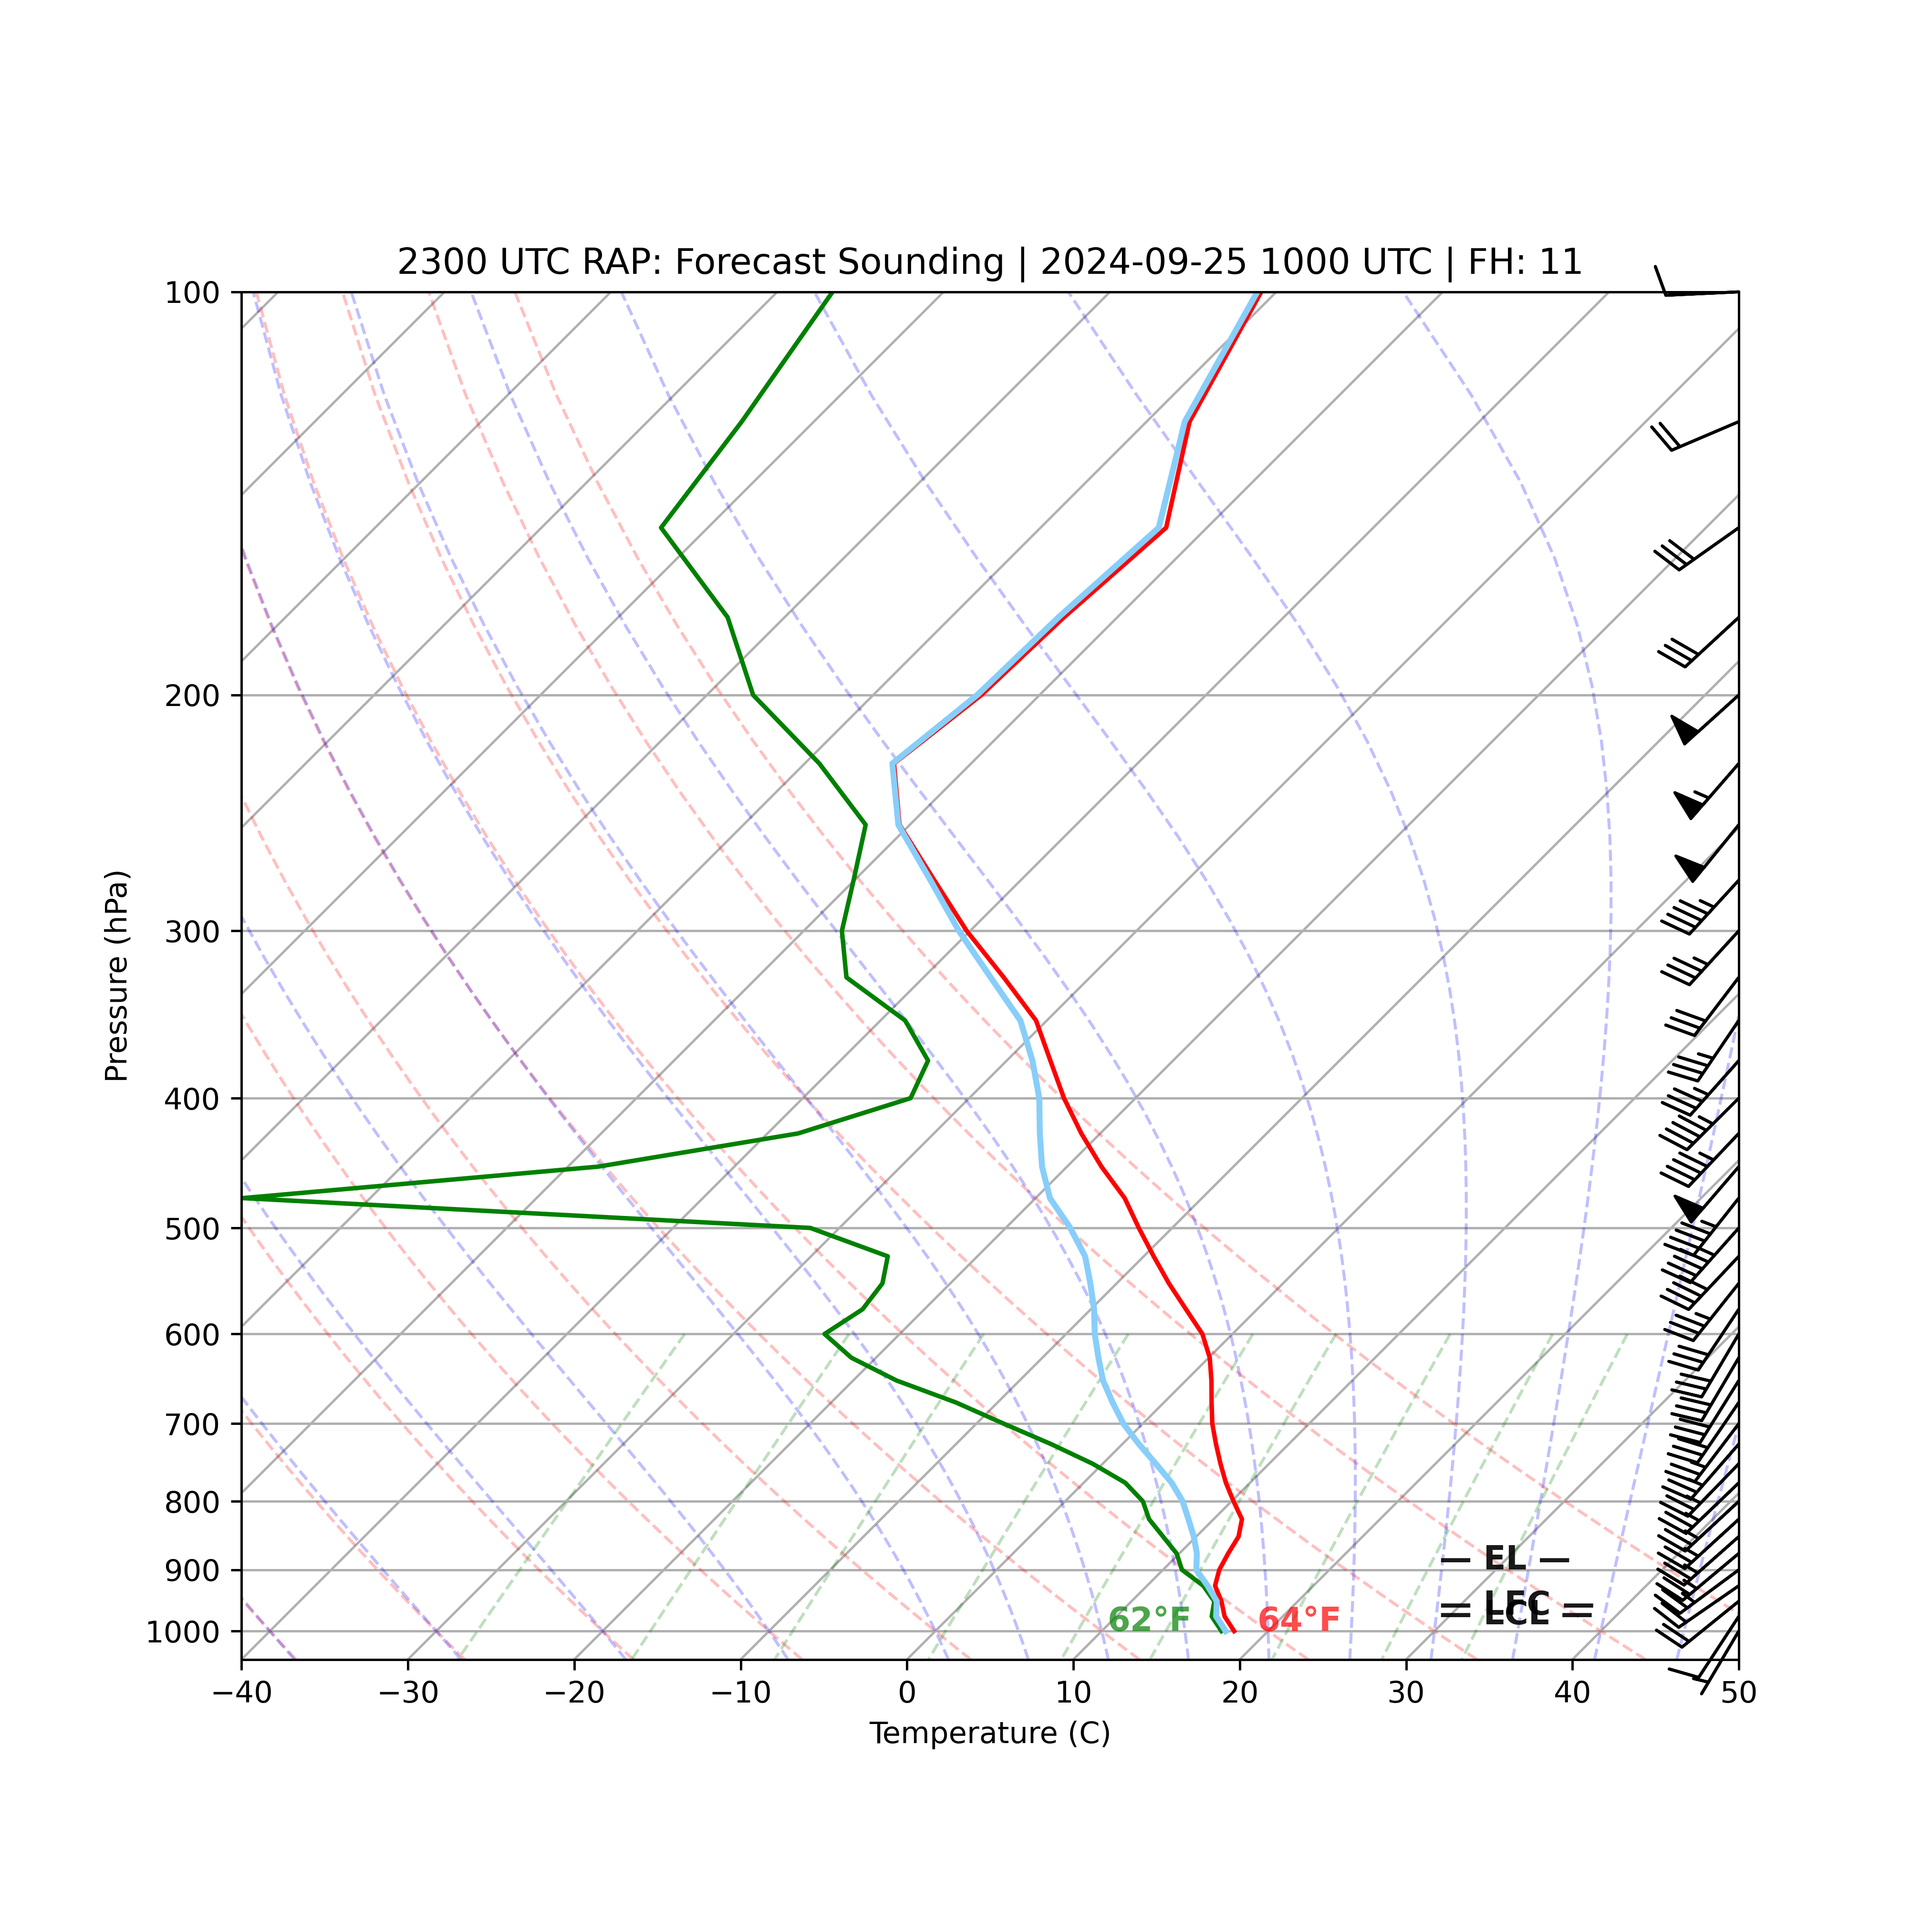 2300 UTC RAP: Forecast Sounding | 2024-09-25 1000 UTC | FH: 11
100
200
300
400
500
600
700
800
900
1000
Pressure (hPa)
— EL —
— LFC —
— LCL —
62°F
64°F
−40 −30 −20 −10 0 10 20 30 40 50
Temperature (C)